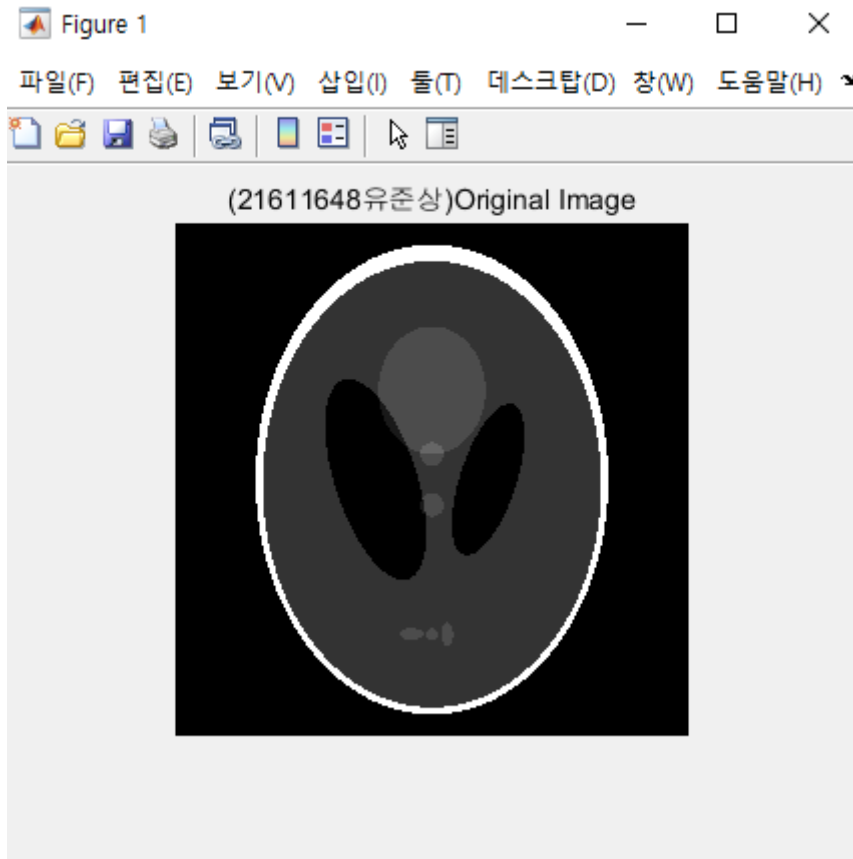 Figure 1
파일(F) 편집(E) 보기(V) 삽입(I) 툴(T) 데스크탑(D) 창(W) 도움말(H)
(21611648유준상)Original Image